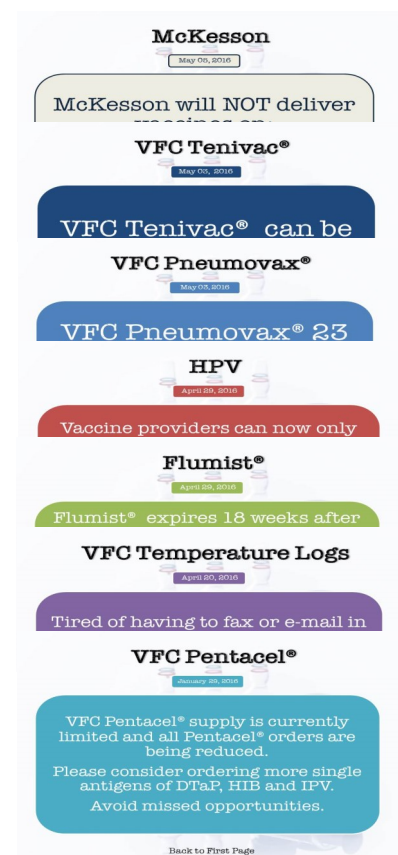 McKesson
May 05, 2016
McKesson will NOT deliver
vaccines on:
VFC Tenivac®
May 03, 2016
VFC Tenivac® can be
VFC Pneumovax®
May 03, 2016
VFC Pneumovax® 23
HPV
April 29, 2016
Vaccine providers can now only
Flumist®
April 29, 2016
Flumist® expires 18 weeks after
VFC Temperature Logs
April 20, 2016
Tired of having to fax or e-mail in
VFC Pentacel®
January 29, 2016
VFC Pentacel® supply is currently
limited and all Pentacel® orders are
being reduced.
Please consider ordering more single
antigens of DTaP, HIB and IPV.
Avoid missed opportunities.
Back to First Page